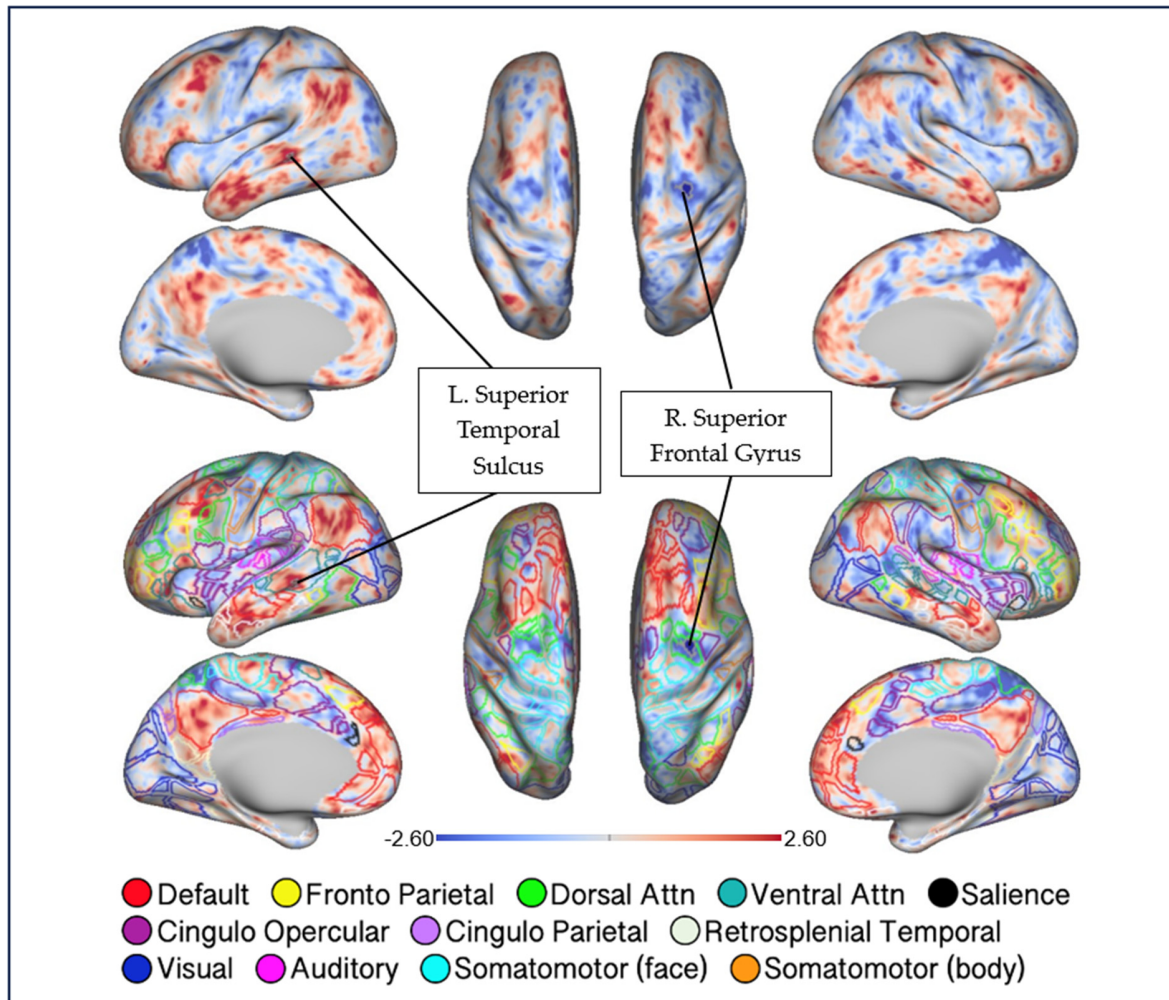 L. Superior
Temporal
Sulcus
R. Superior
Frontal Gyrus
-2.60
2.60
Default
Fronto Parietal
Dorsal Attn
Ventral Attn
Salience
Cingulo Opercular
Cingulo Parietal
Retrosplenial Temporal
Visual
Auditory
Somatomotor (face)
Somatomotor (body)